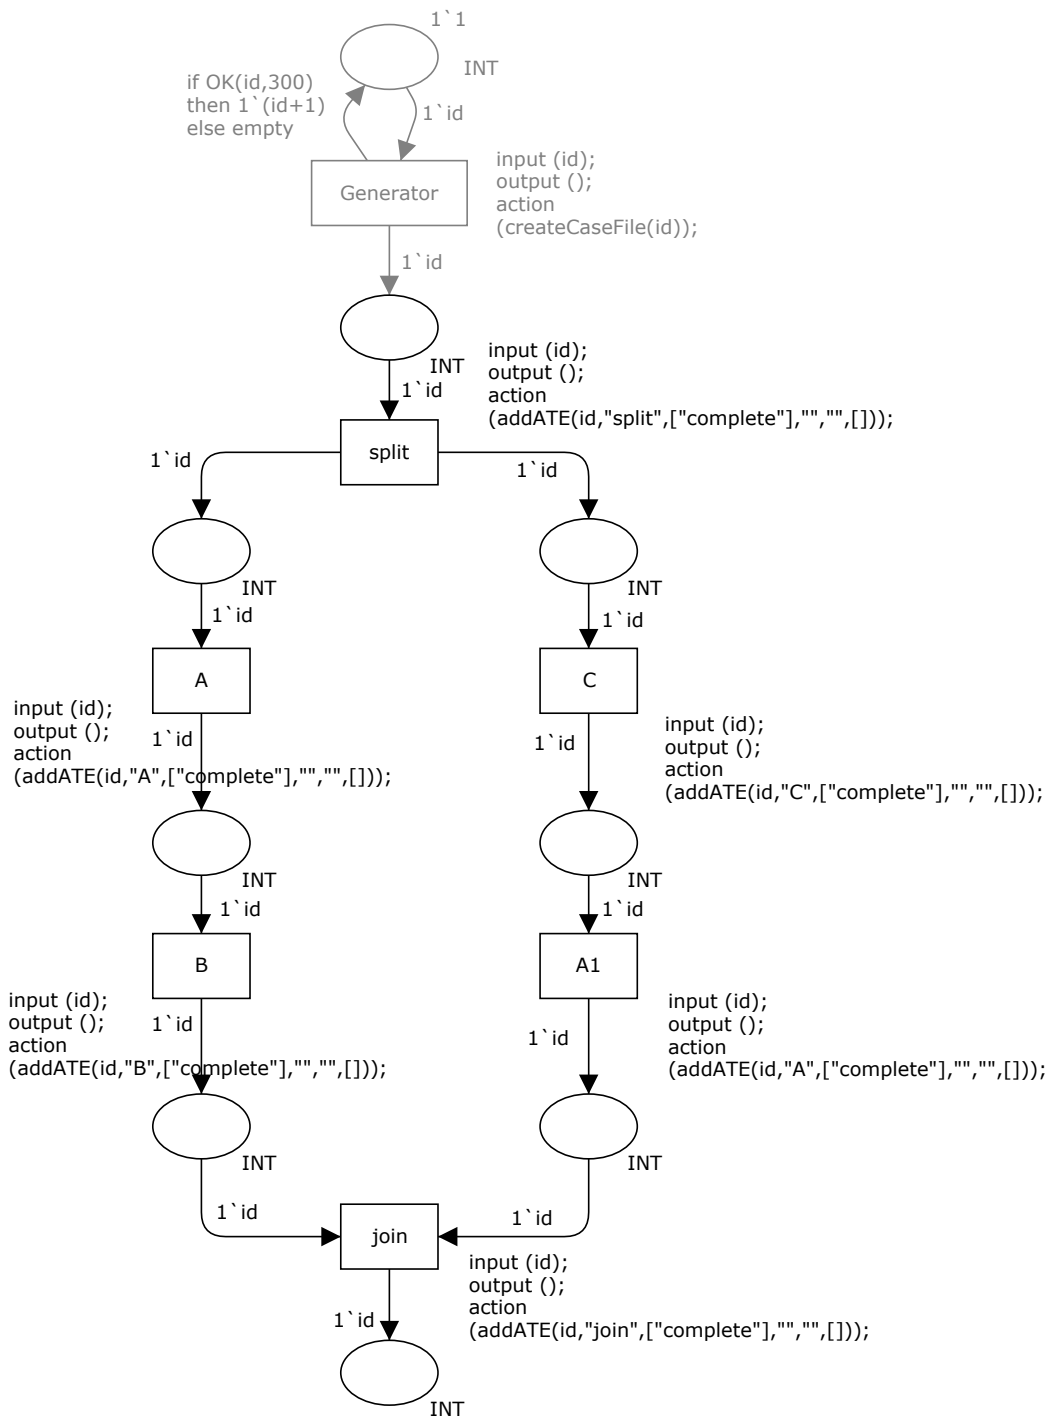 1`1
INT
if OK(id,300)
then 1`(id+1)
else empty
1`id
Generator
input (id);
output ();
action
(createCaseFile(id));
1`id
INT
1`id
input (id);
output ();
action
(addATE(id,"split",["complete"],"","",[]));
split
1`id
1`id
INT
INT
1`id
1`id
A
C
input (id);
output ();
action
(addATE(id,"A",["complete"],"","",[]));
1`id
1`id
input (id);
output ();
action
(addATE(id,"C",["complete"],"","",[]));
INT
INT
1`id
1`id
B
A1
input (id);
output ();
action
(addATE(id,"B",["complete"],"","",[]));
1`id
1`id
input (id);
output ();
action
(addATE(id,"A",["complete"],"","",[]));
INT
INT
1`id
1`id
join
input (id);
output ();
action
(addATE(id,"join",["complete"],"","",[]));
1`id
INT